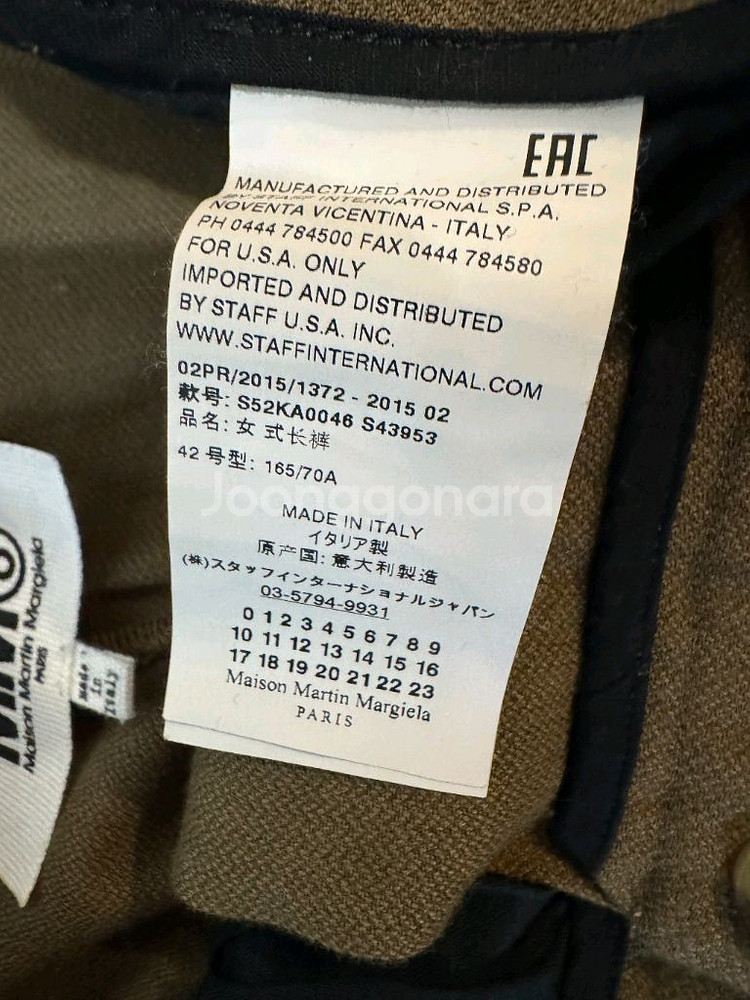 EAC
MANUFACTURED AND DISTRIBUTED
BY STAFF INTERNATIONAL S.P.A.
NOVENTA VICENTINA - ITALY
PH 0444 784500 FAX 0444 784580
FOR U.S.A. ONLY
IMPORTED AND DISTRIBUTED
BY STAFF U.S.A. INC.
WWW.STAFFINTERNATIONAL.COM
02PR/2015/1372 - 2015 02
款号: S52KA0046 S43953
品名: 女 式长裤
42 号型: 165/70A
Joonggonara
MADE IN ITALY
イタリア製
原产国: 意大利製造
(株)スタッフインターナショナルジャパン
03-5794-9931
0 1 2 3 4 5 6 7 8 9
10 11 12 13 14 15 16
17 18 19 20 21 22 23
Maison Martin Margiela
PARIS
MM6
Maison Martin Margiela
PARIS
Made
in
Italy